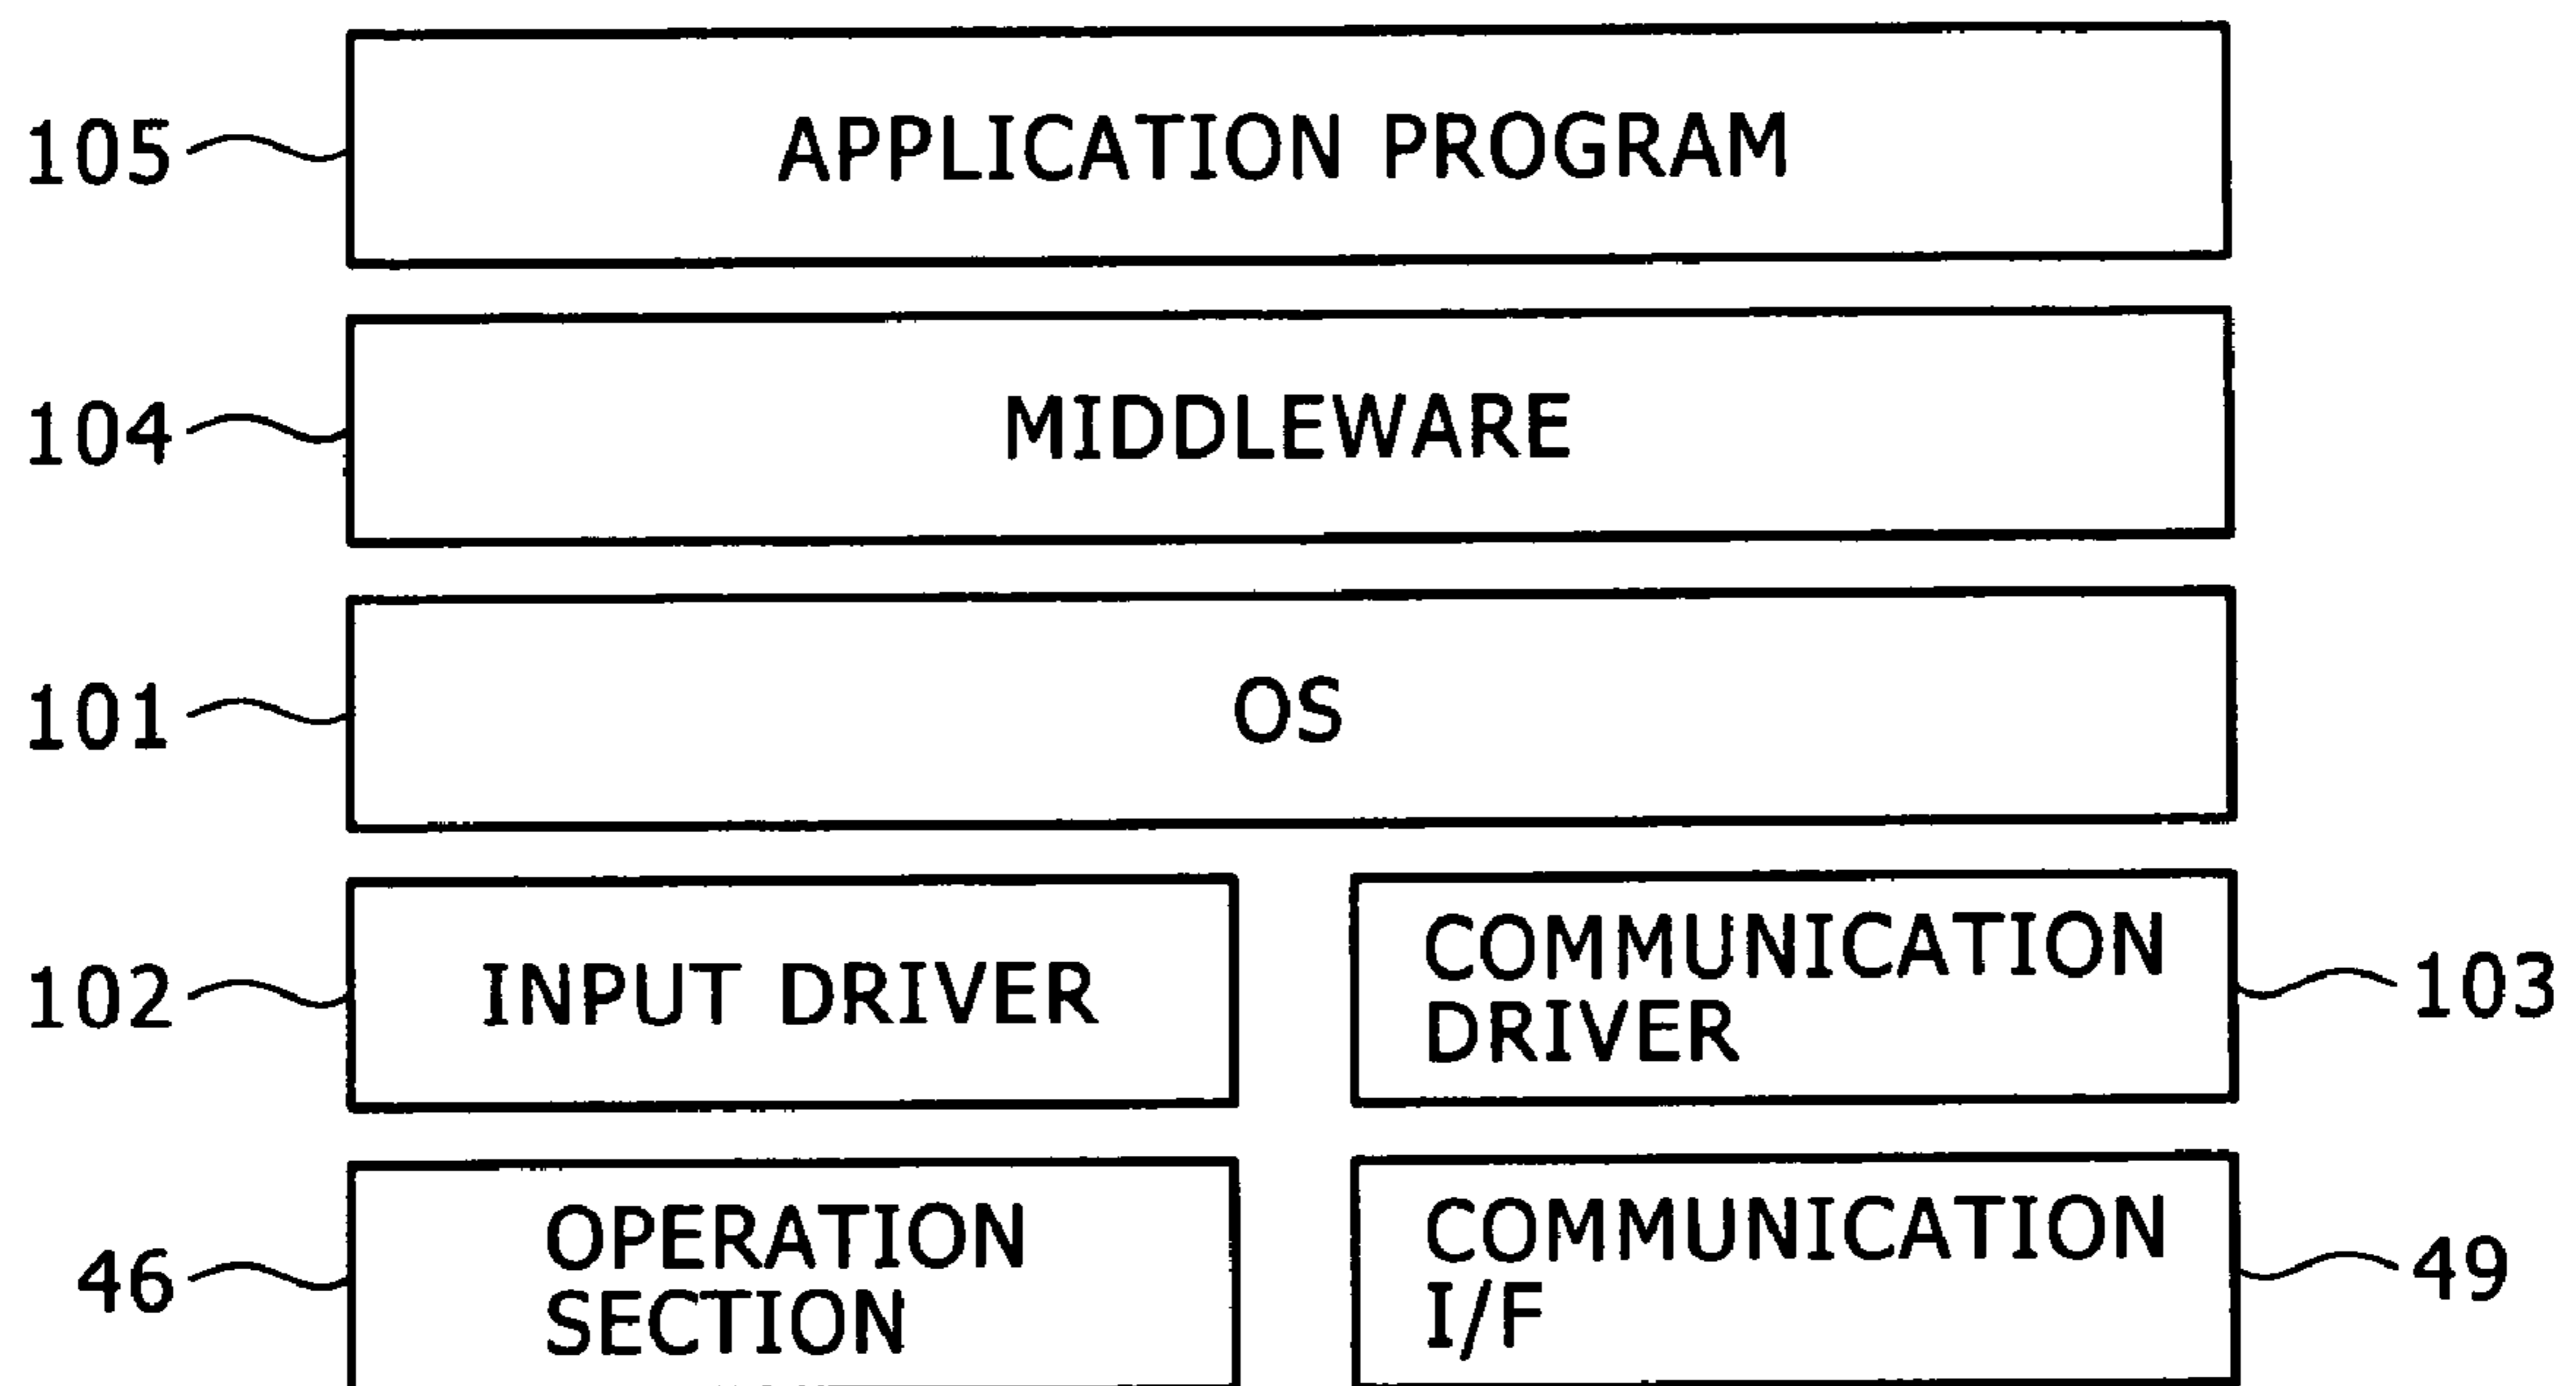 105
APPLICATION PROGRAM
104
MIDDLEWARE
101
OS
102
INPUT DRIVER
COMMUNICATION
DRIVER
103
46
OPERATION
SECTION
COMMUNICATION
I/F
49